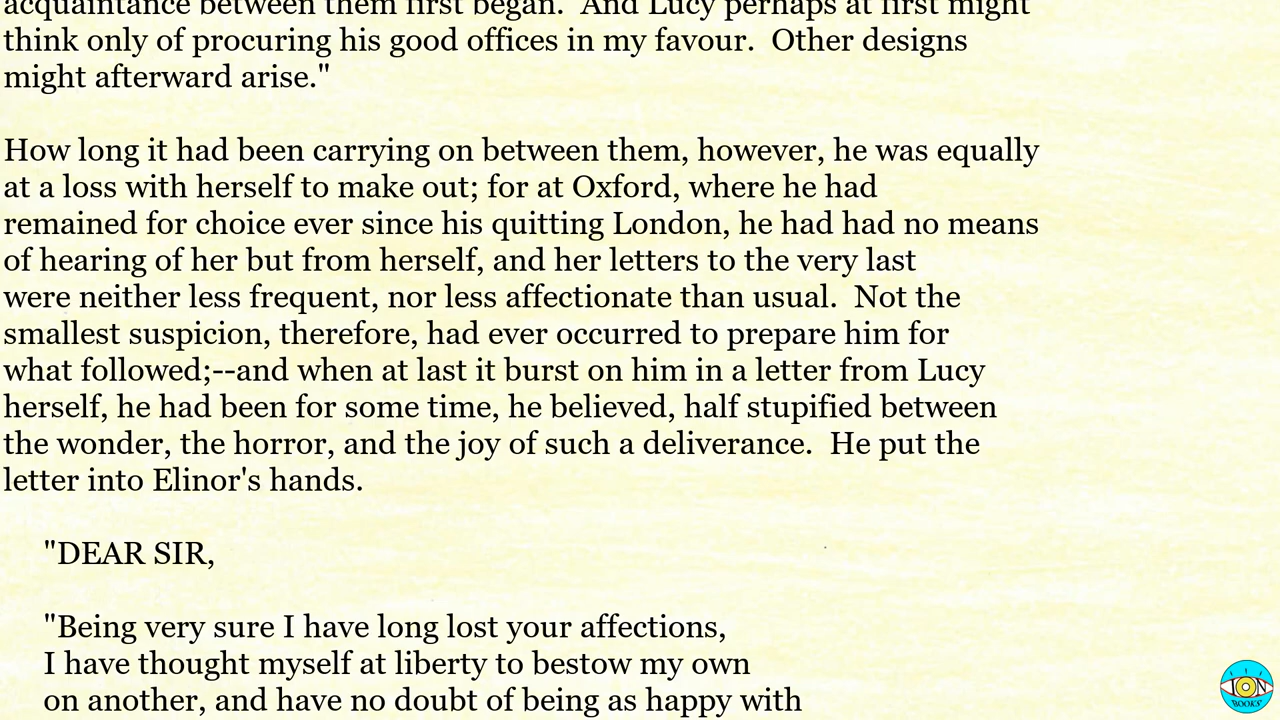 acquaintance between them first began.  And Lucy perhaps at first might
think only of procuring his good offices in my favour.  Other designs
might afterward arise."
How long it had been carrying on between them, however, he was equally
at a loss with herself to make out; for at Oxford, where he had
remained for choice ever since his quitting London, he had had no means
of hearing of her but from herself, and her letters to the very last
were neither less frequent, nor less affectionate than usual.  Not the
smallest suspicion, therefore, had ever occurred to prepare him for
what followed;--and when at last it burst on him in a letter from Lucy
herself, he had been for some time, he believed, half stupified between
the wonder, the horror, and the joy of such a deliverance.  He put the
letter into Elinor's hands.
"DEAR SIR,
"Being very sure I have long lost your affections,
I have thought myself at liberty to bestow my own
on another, and have no doubt of being as happy with
ION
BOOKS